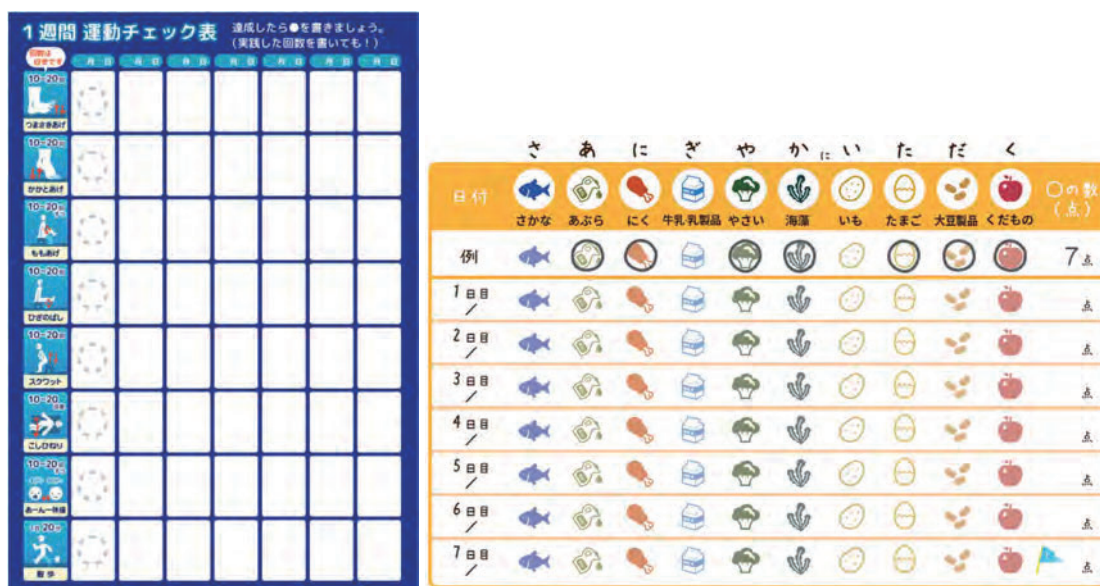 1週間 運動チェック表
達成したら●を書きましょう。
(実践した回数を書いても!)
回数は
目安です
月 日 月 日 月 日 月 日 月 日 月 日 月 日
10~20回
つまさきあげ
10~20回
かかとあげ
10~20回
ももあげ
10~20回
ひざのばし
10~20回
スクワット
10~20回
こしひねり
10~20回
あーんー体操
20分
散歩
さ あ に ぎ や か に い た だ く
日付
さかな あぶら にく 牛乳・乳製品 やさい 海藻 いも たまご 大豆製品 くだもの
○の数
(点)
例 7点
1日目
/ 点
2日目
/ 点
3日目
/ 点
4日目
/ 点
5日目
/ 点
6日目
/ 点
7日目
/ 点